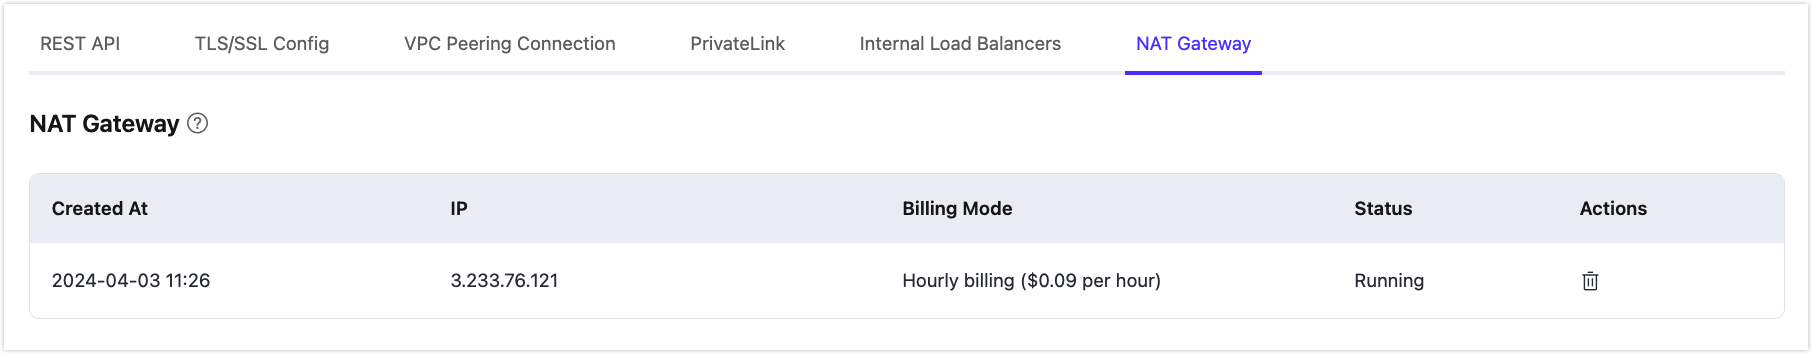 REST API TLS/SSL Config VPC Peering Connection PrivateLink Internal Load Balancers NAT Gateway
NAT Gateway ?
Created At IP Billing Mode Status Actions
2024-04-03 11:26 3.233.76.121 Hourly billing ($0.09 per hour) Running